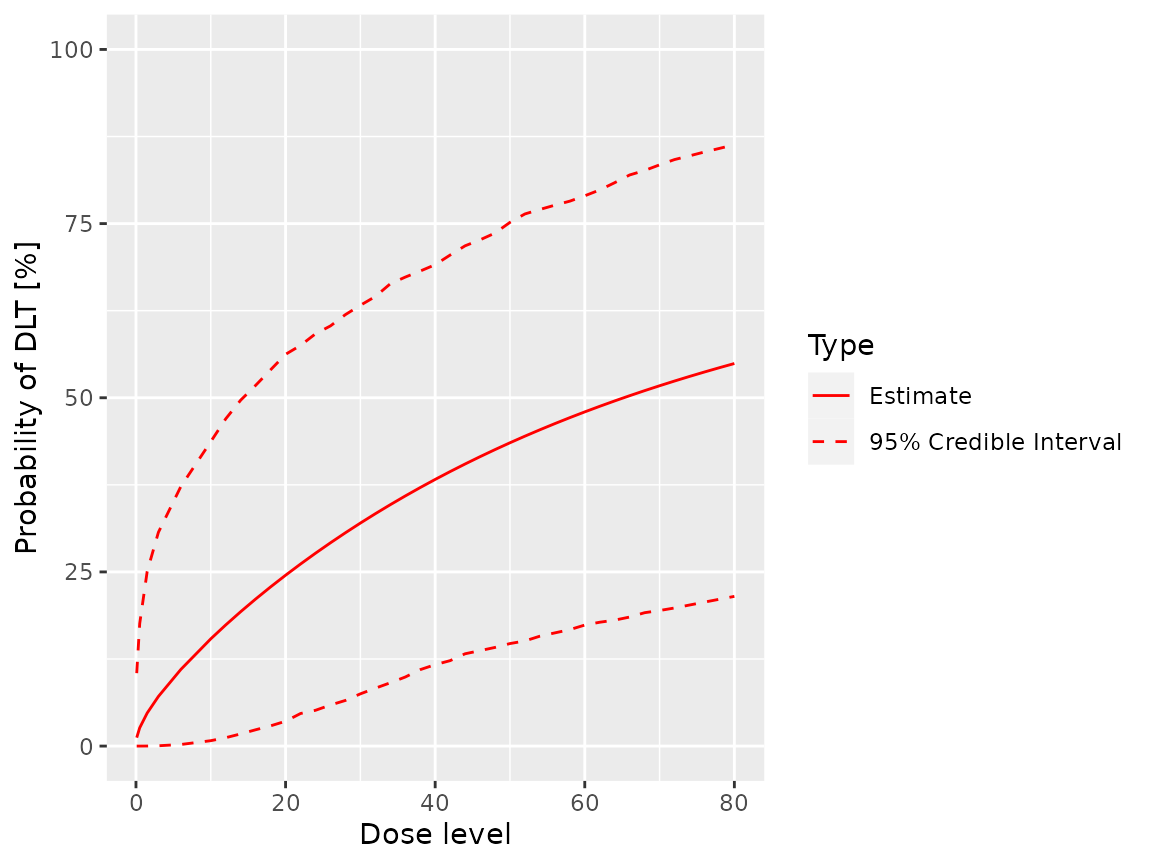 100
75
50
25
0
Probability of DLT [%]
0 20 40 60 80
Dose level
Type
Estimate
95% Credible Interval